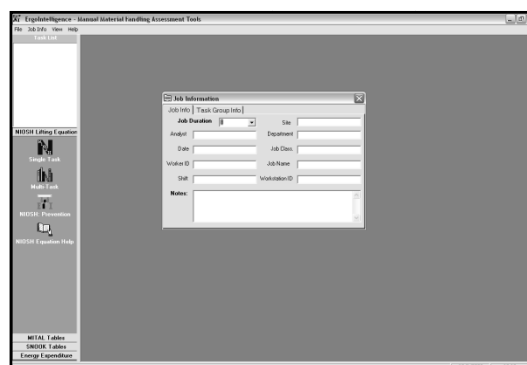 ErgoIntelligence - Manual Material Handling Assessment Tools
File Job Info View Help
Task List
NIOSH Lifting Equation
Single Task
Multi-Task
NIOSH: Prevention
NIOSH Equation Help
MITAL Tables
SNOOK Tables
Energy Expenditure
Job Information
Job Info Task Group Info
Job Duration Site
Analyst Department
Date Job Class
Worker ID Job Name
Shift Workstation ID
Notes: